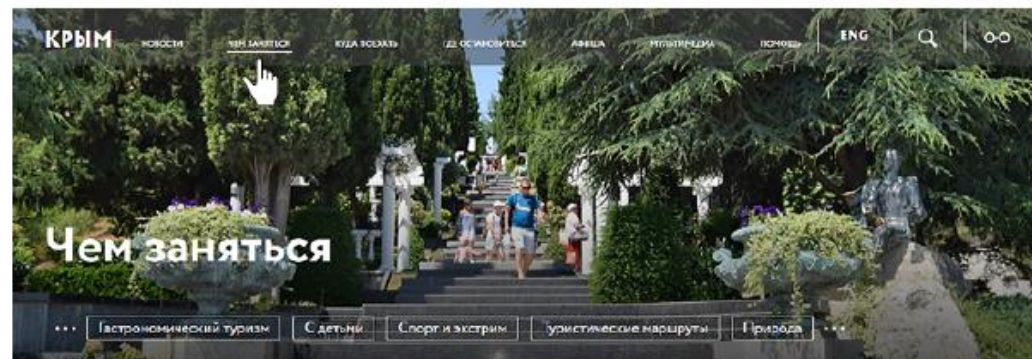 КРЫМ НОВОСТИ ЧЕМ ЗАНЯТЬСЯ КУДА ПОЕХАТЬ ГДЕ ОСТАНОВИТЬСЯ АФИША МУЛЬТИМЕДИА ПОМОЩЬ ENG
Чем заняться
... Гастрономический туризм С детьми Спорт и экстрим Туристические маршруты Природа ...